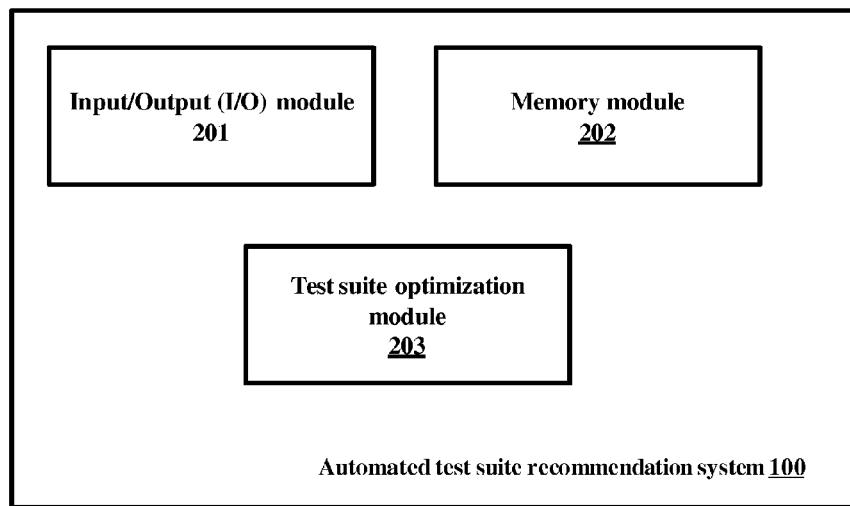 Input/Output (I/O) module
201
Memory module
202
Test suite optimization
module
203
Automated test suite recommendation system 100